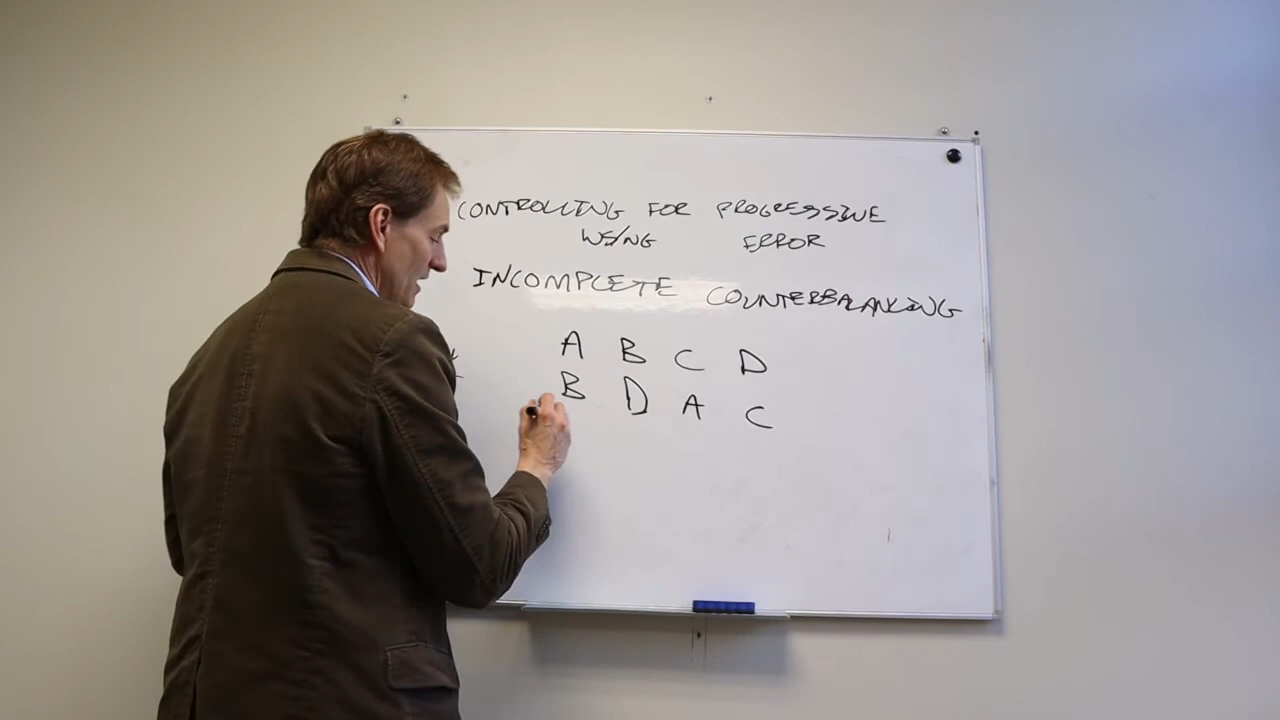 CONTROLLING FOR PROGRESSIVE
USING ERROR
INCOMPLETE COUNTERBALANCING
A B C D
B D A C